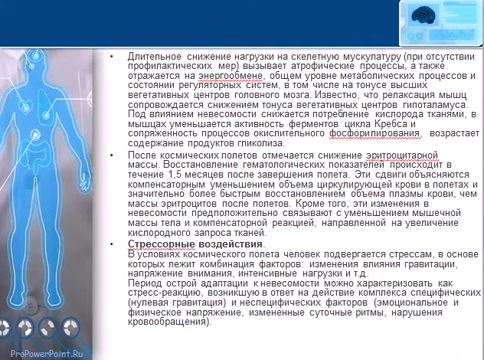 Длительное снижение нагрузки на скелетную мускулатуру (при отсутствии
профилактических мер) вызывает атрофические процессы, а также
отражается на энергообмене, общем уровне метаболических процессов и
состоянии регуляторных систем, в том числе на тонусе высших
вегетативных центров головного мозга. Известно, что релаксация мышц
сопровождается снижением тонуса вегетативных центров гипоталамуса.
Под влиянием невесомости снижается потребление кислорода тканями, в
мышцах уменьшается активность ферментов цикла Кребса и
сопряженность процессов окислительного фосфорилирования, возрастает
содержание продуктов гликолиза.
После космических полетов отмечается снижение эритроцитарной
массы. Восстановление гематологических показателей происходит в
течение 1,5 месяцев после завершения полета. Эти сдвиги объясняются
компенсаторным уменьшением объема циркулирующей крови в полетах и
значительно более быстрым восстановлением объема плазмы крови, чем
массы эритроцитов после полетов. Кроме того, эти изменения в
невесомости предположительно связывают с уменьшением мышечной
массы тела и компенсаторной реакцией, направленной на увеличение
кислородного запроса тканей.
Стрессорные воздействия.
В условиях космического полета человек подвергается стрессам, в основе
которых лежит комбинация факторов: изменения влияния гравитации,
напряжение внимания, интенсивные нагрузки и т.д.
Период острой адаптации к невесомости можно характеризовать как
стресс-реакцию, возникшую в ответ на действие комплекса специфических
(нулевая гравитация) и неспецифических факторов (эмоциональное и
физическое напряжение, измененные суточные ритмы, нарушения
кровообращения).
ProPowerPoint.Ru